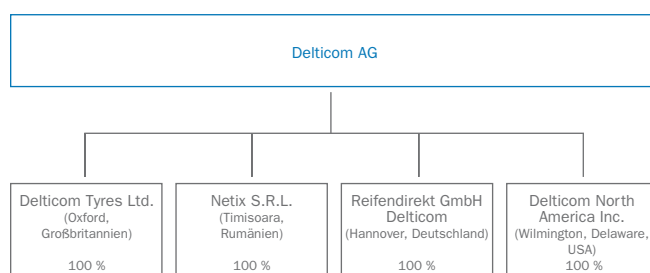 Delticom AG
Delticom Tyres Ltd.
(Oxford,
Großbritannien)
100 %
Netix S.R.L.
(Timisoara,
Rumänien)
100 %
Reifendirekt GmbH
Delticom
(Hannover, Deutschland)
100 %
Delticom North
America Inc.
(Wilmington, Delaware,
USA)
100 %